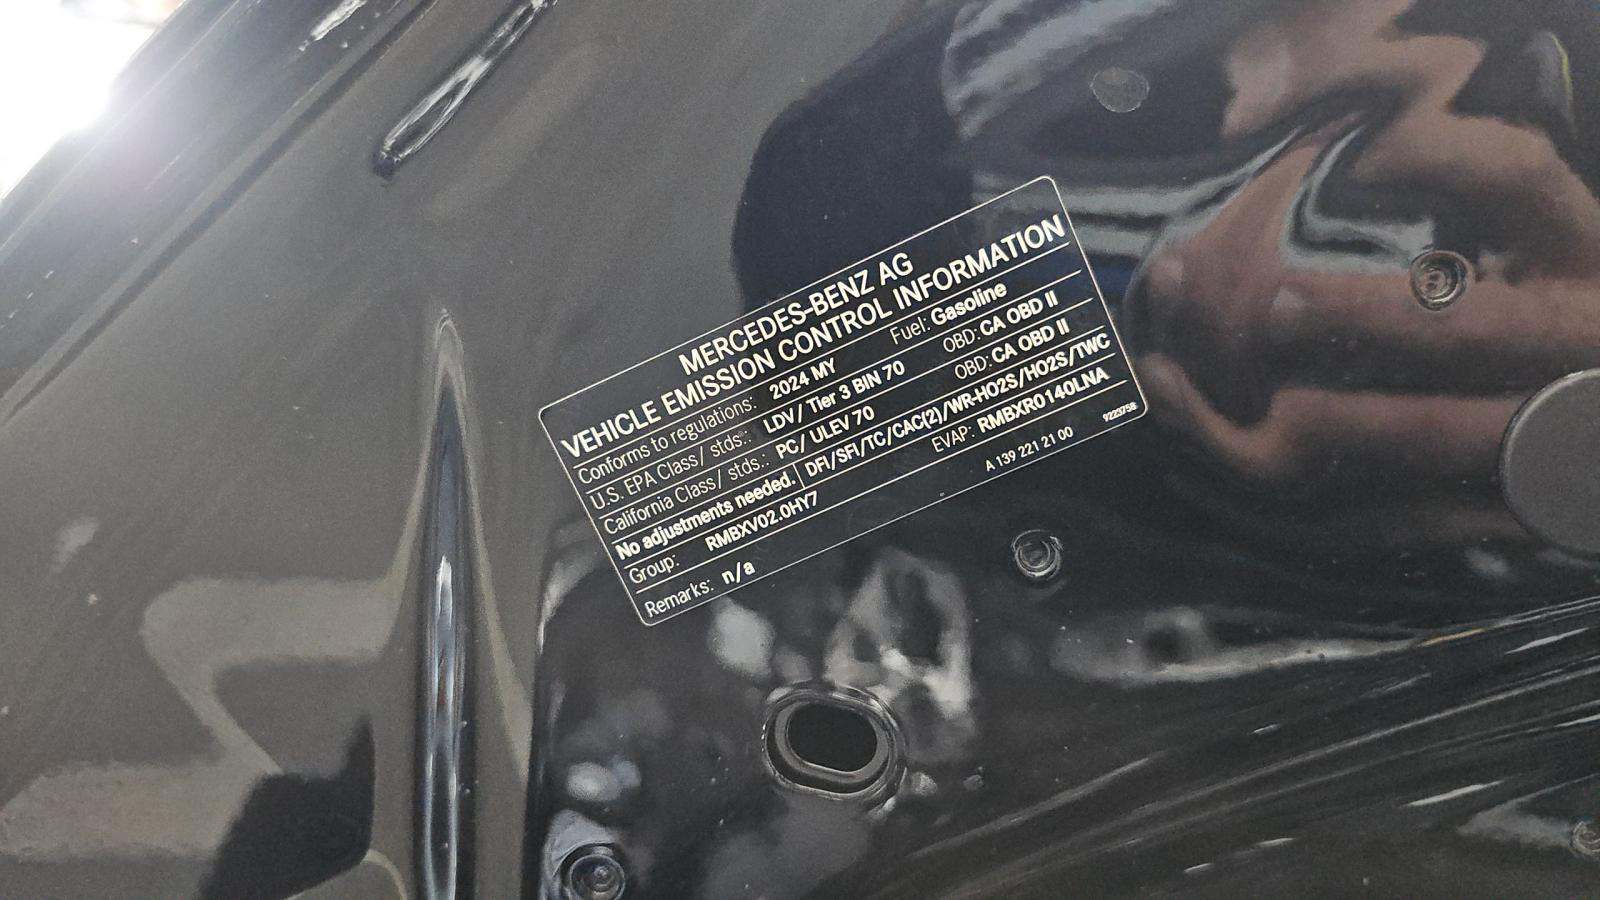 MERCEDES-BENZ AG
VEHICLE EMISSION CONTROL INFORMATION
Conforms to regulations: 2024 MY Fuel: Gasoline
U.S. EPA Class/ stds:: LDV/ Tier 3 BIN 70 OBD: CA OBD II
California Class/ stds.: PC/ ULEV 70 OBD: CA OBD II
No adjustments needed. DFI/SFI/TC/CAC(2)/WR-HO2S/HO2S/TWC
Group: RMBXV02.0HY7 EVAP: RMBXR0140LNA
Remarks: n/a A 139 221 21 00 9223758